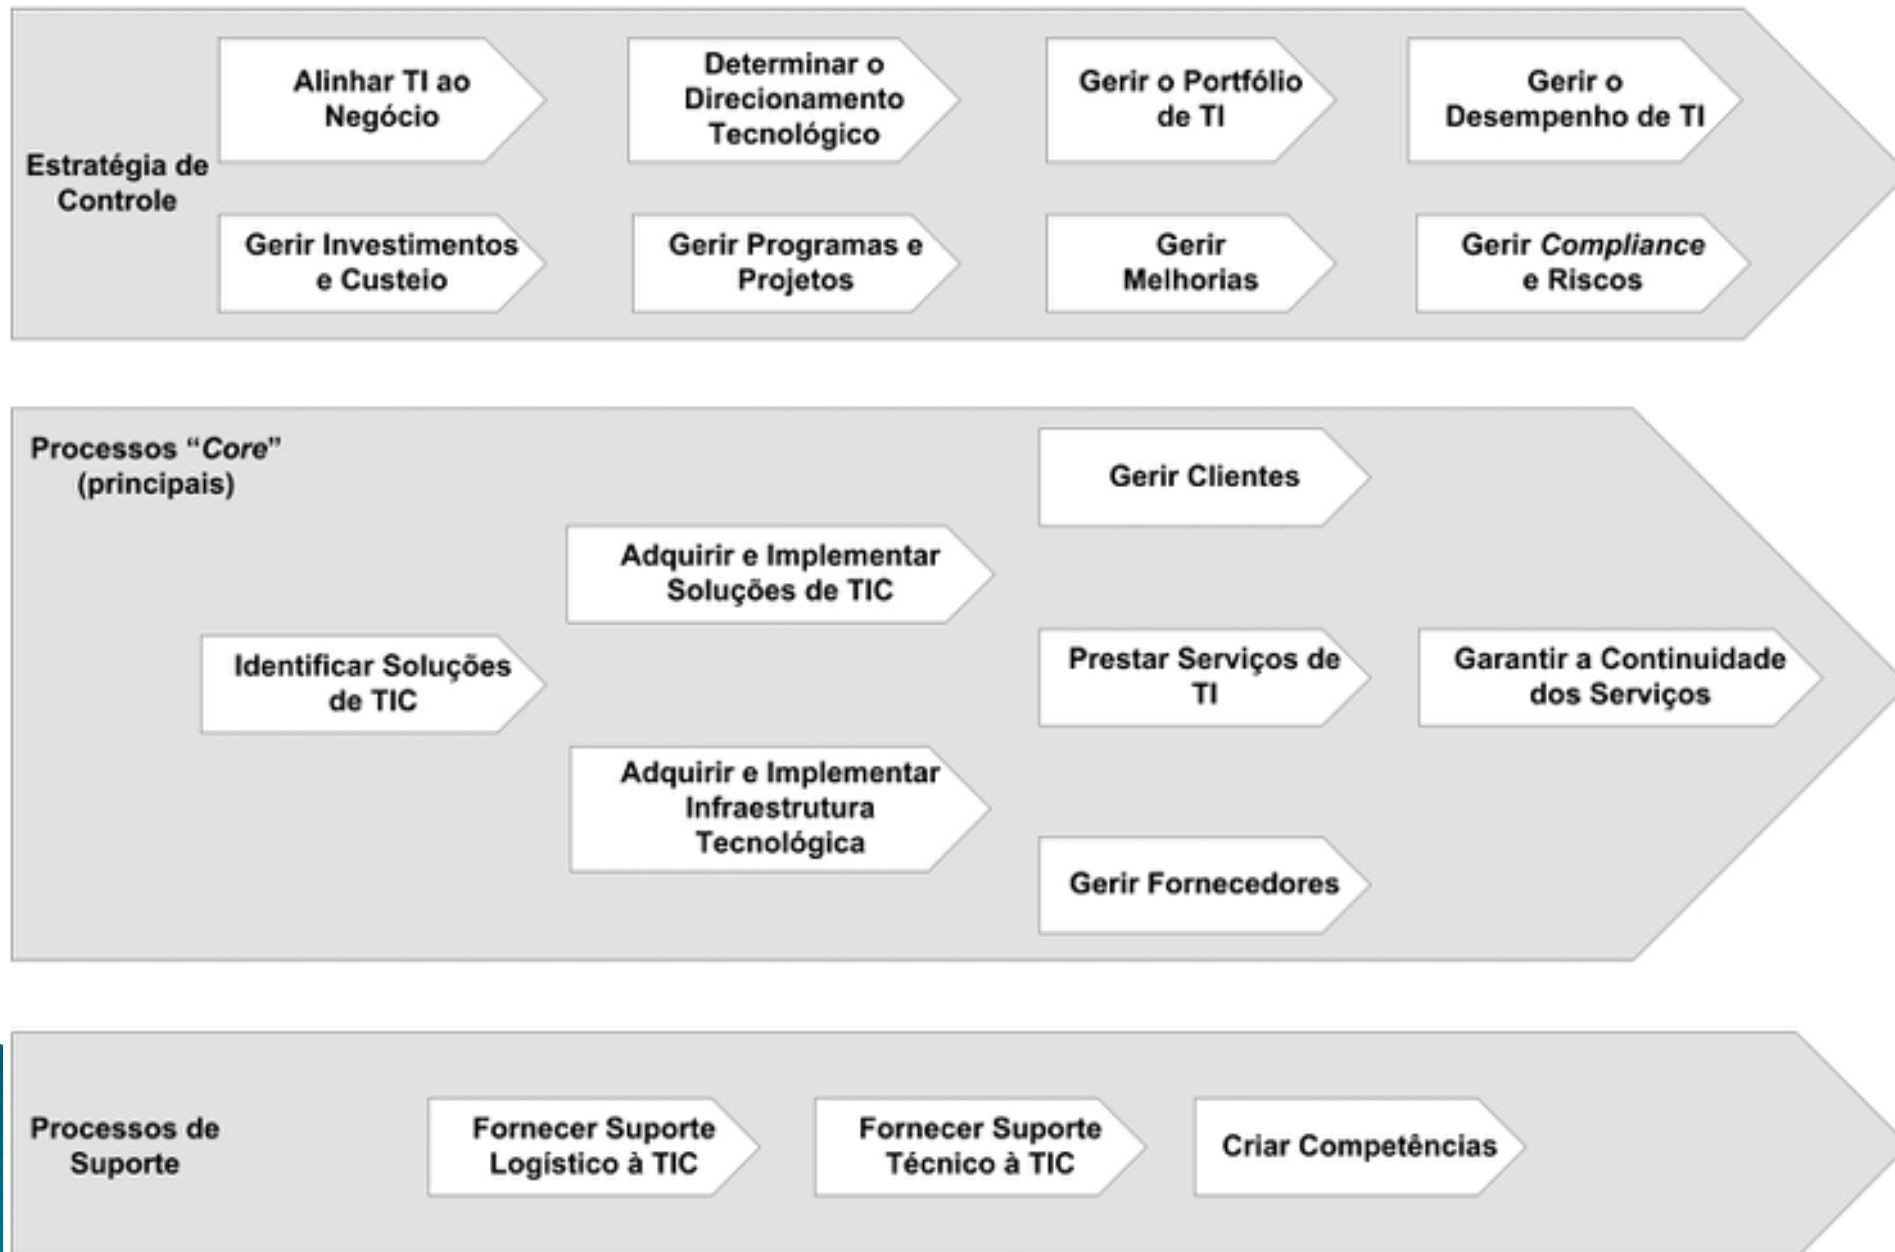 Estratégia de
Controle
Alinhar TI ao
Negócio
Determinar o
Direcionamento
Tecnológico
Gerir o Portfólio
de TI
Gerir o
Desempenho de TI
Gerir Investimentos
e Custeio
Gerir Programas e
Projetos
Gerir
Melhorias
Gerir Compliance
e Riscos
Processos “Core”
(principais)
Identificar Soluções
de TIC
Adquirir e Implementar
Soluções de TIC
Adquirir e Implementar
Infraestrutura
Tecnológica
Gerir Clientes
Prestar Serviços de
TI
Gerir Fornecedores
Garantir a Continuidade
dos Serviços
Processos de
Suporte
Fornecer Suporte
Logístico à TIC
Fornecer Suporte
Técnico à TIC
Criar Competências